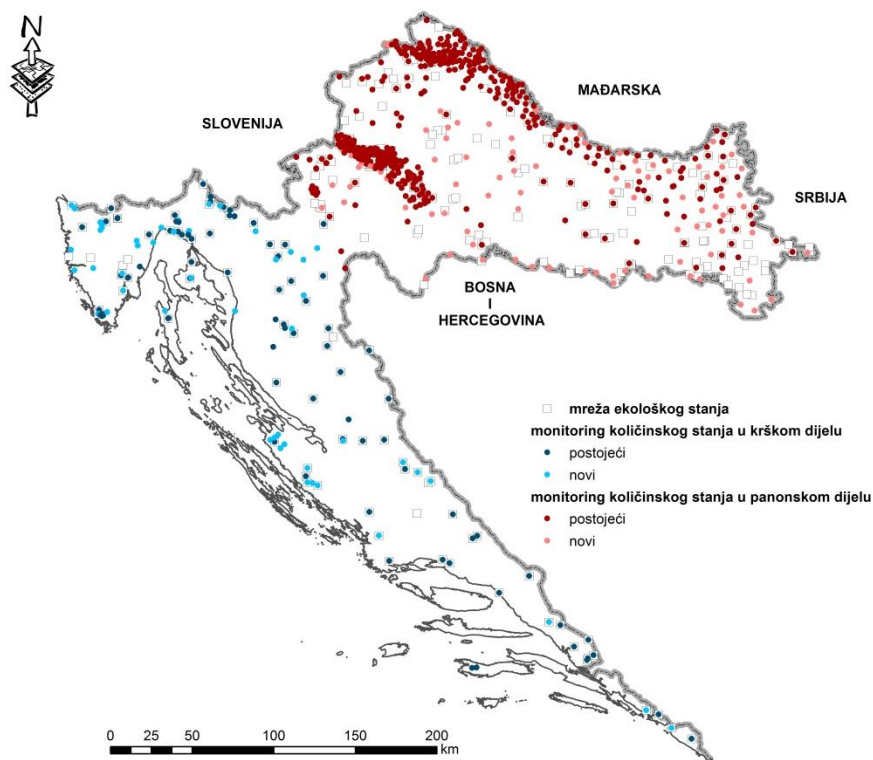 N
MAĐARSKA
SLOVENIJA
SRBIJA
BOSNA
I
HERCEGOVINA
mreža ekološkog stanja
monitoring količinskog stanja u krškom dijelu
postojeći
novi
monitoring količinskog stanja u panonskom dijelu
postojeći
novi
0 25 50 100 150 200
km